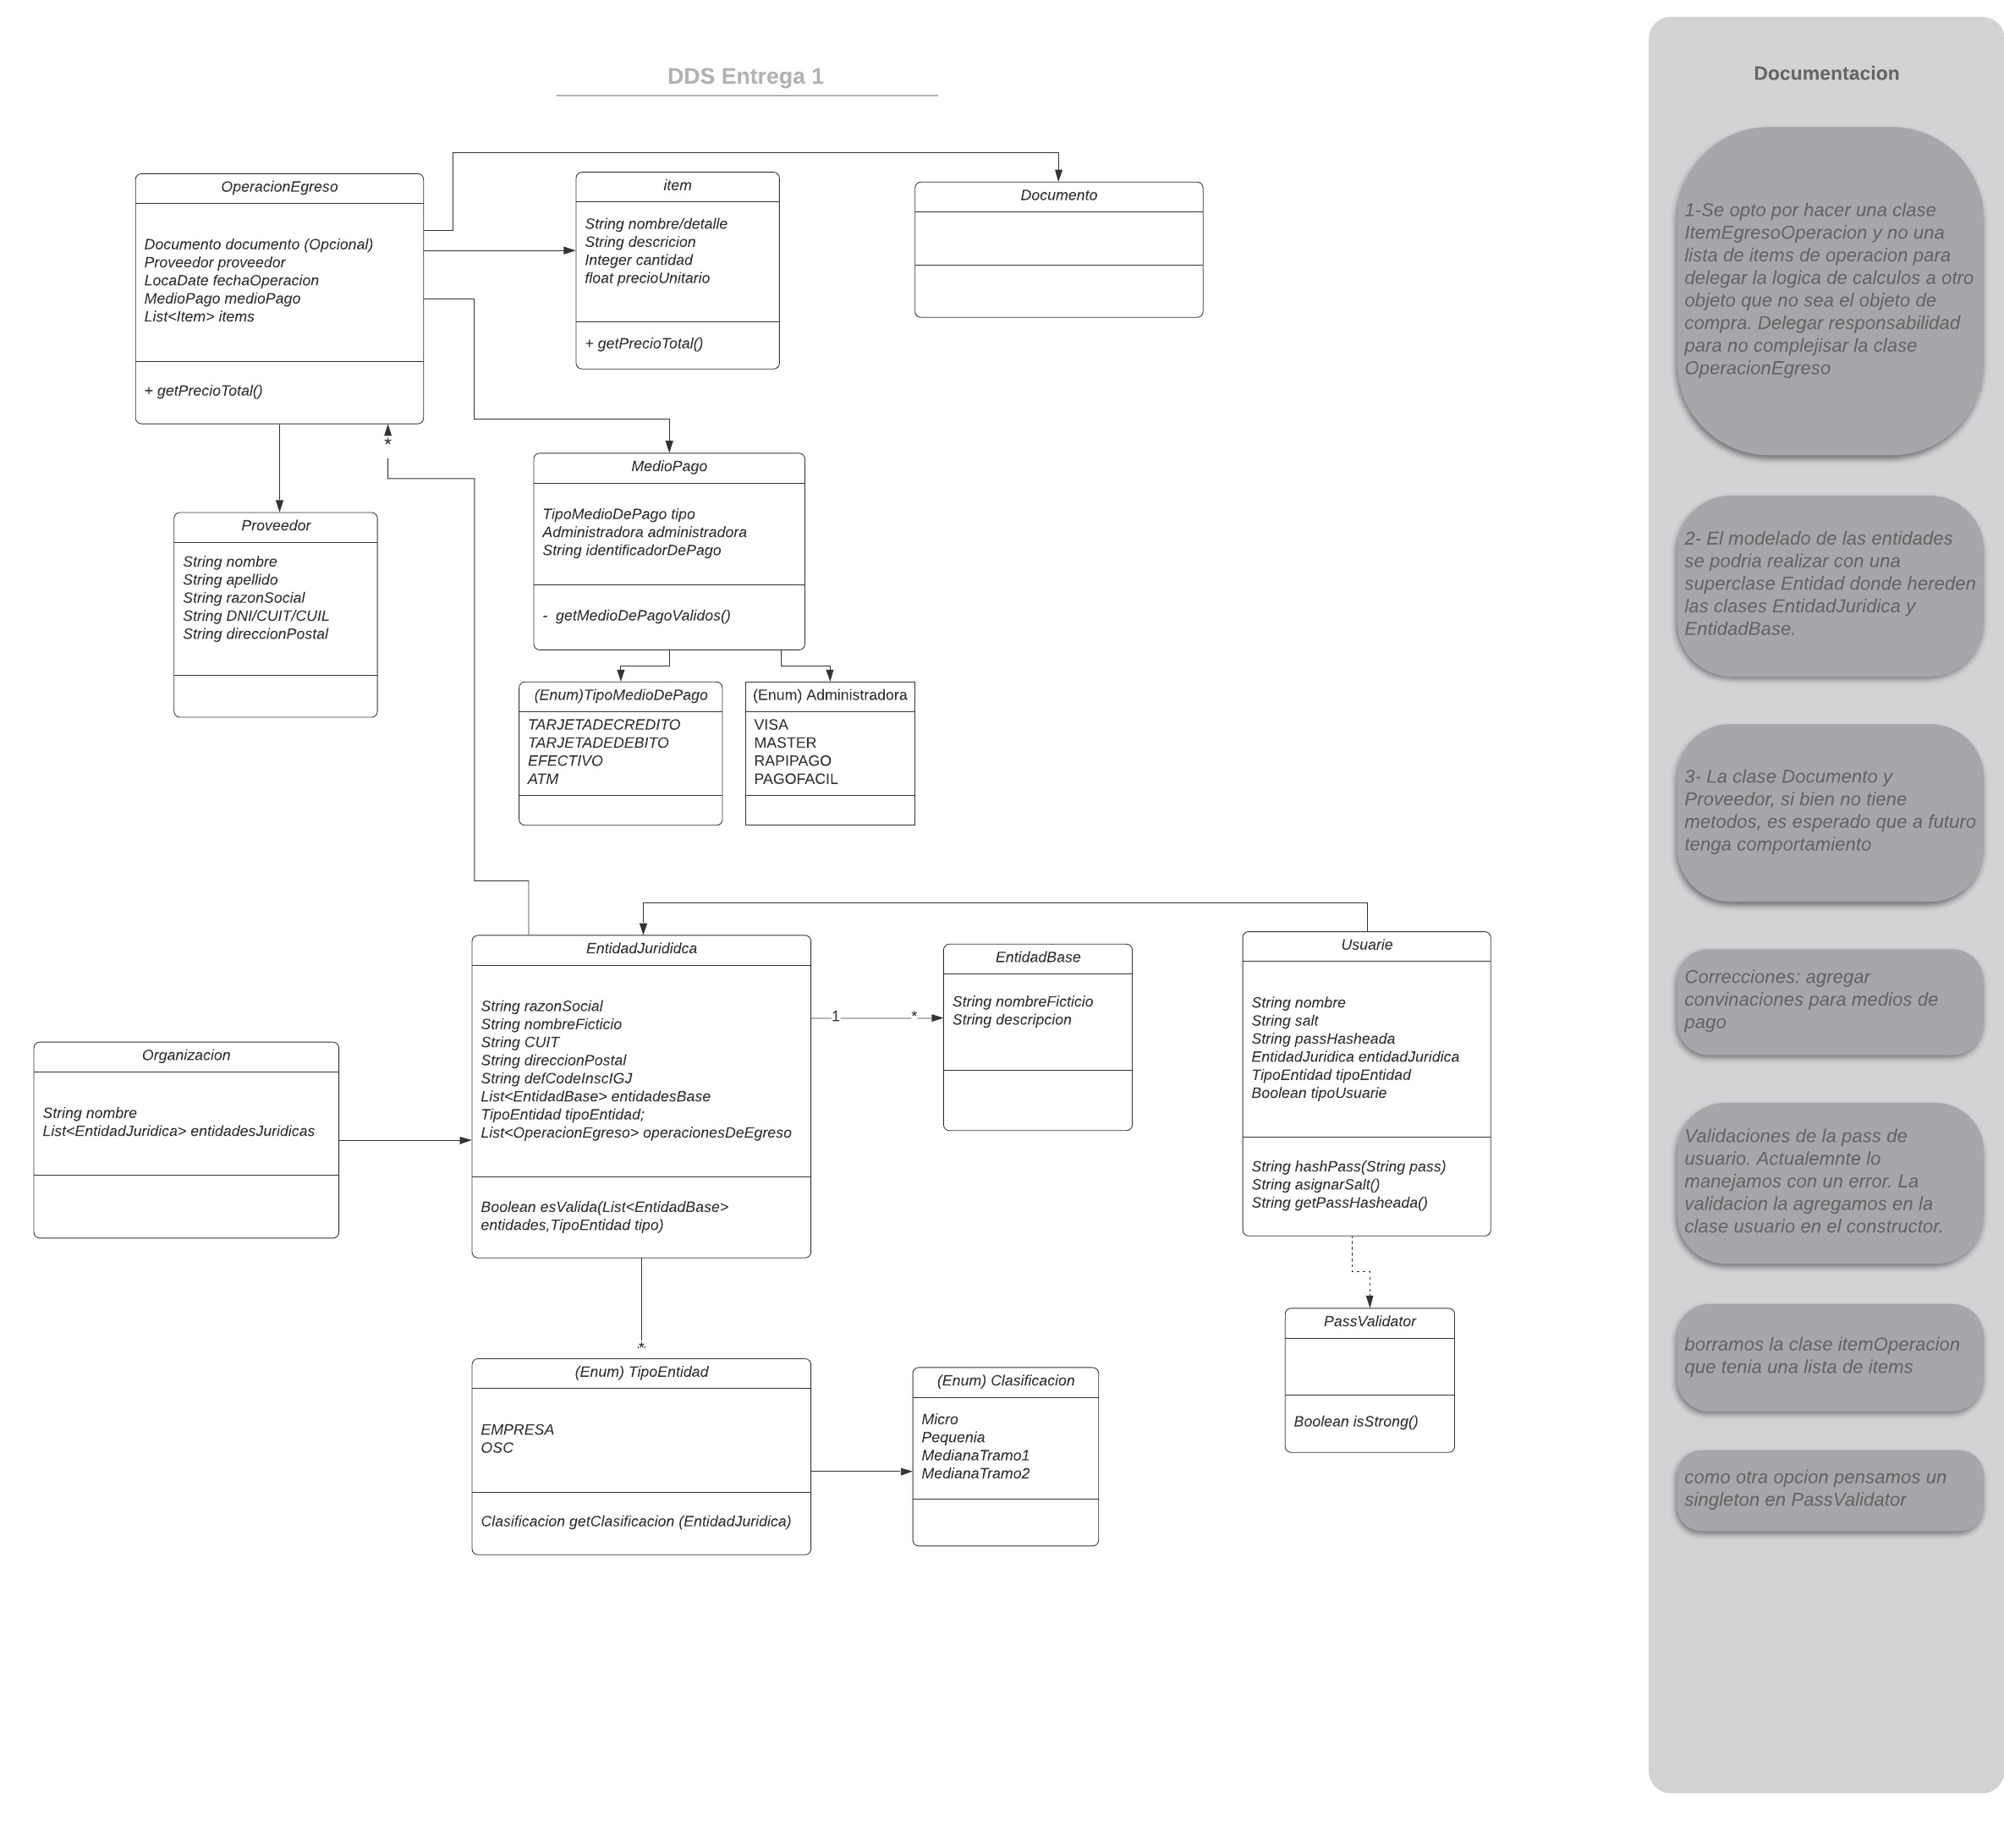 DDS Entrega 1
OperacionEgreso
Documento documento (Opcional)
Proveedor proveedor
LocaDate fechaOperacion
MedioPago medioPago
List<Item> items
+ getPrecioTotal()
*
item
String nombre/detalle
String descricion
Integer cantidad
float precioUnitario
+ getPrecioTotal()
Documento
Proveedor
String nombre
String apellido
String razonSocial
String DNI/CUIT/CUIL
String direccionPostal
MedioPago
TipoMedioDePago tipo
Administradora administradora
String identificadorDePago
- getMedioDePagoValidos()
(Enum)TipoMedioDePago
TARJETADECREDITO
TARJETADEDEBITO
EFECTIVO
ATM
(Enum) Administradora
VISA
MASTER
RAPIPAGO
PAGOFACIL
Organizacion
String nombre
List<EntidadJuridica> entidadesJuridicas
EntidadJurididca
String razonSocial
String nombreFicticio
String CUIT
String direccionPostal
String defCodeInscIGJ
List<EntidadBase> entidadesBase
TipoEntidad tipoEntidad;
List<OperacionEgreso> operacionesDeEgreso
Boolean esValida(List<EntidadBase>
entidades,TipoEntidad tipo)
1 *
EntidadBase
String nombreFicticio
String descripcion
Usuarie
String nombre
String salt
String passHasheada
EntidadJuridica entidadJuridica
TipoEntidad tipoEntidad
Boolean tipoUsuarie
String hashPass(String pass)
String asignarSalt()
String getPassHasheada()
PassValidator
Boolean isStrong()
*
(Enum) TipoEntidad
EMPRESA
OSC
Clasificacion getClasificacion (EntidadJuridica)
(Enum) Clasificacion
Micro
Pequenia
MedianaTramo1
MedianaTramo2
Documentacion
1-Se opto por hacer una clase
ItemEgresoOperacion y no una
lista de items de operacion para
delegar la logica de calculos a otro
objeto que no sea el objeto de
compra. Delegar responsabilidad
para no complejisar la clase
OperacionEgreso
2- El modelado de las entidades
se podria realizar con una
superclase Entidad donde hereden
las clases EntidadJuridica y
EntidadBase.
3- La clase Documento y
Proveedor, si bien no tiene
metodos, es esperado que a futuro
tenga comportamiento
Correcciones: agregar
convinaciones para medios de
pago
Validaciones de la pass de
usuario. Actualemnte lo
manejamos con un error. La
validacion la agregamos en la
clase usuario en el constructor.
borramos la clase itemOperacion
que tenia una lista de items
como otra opcion pensamos un
singleton en PassValidator